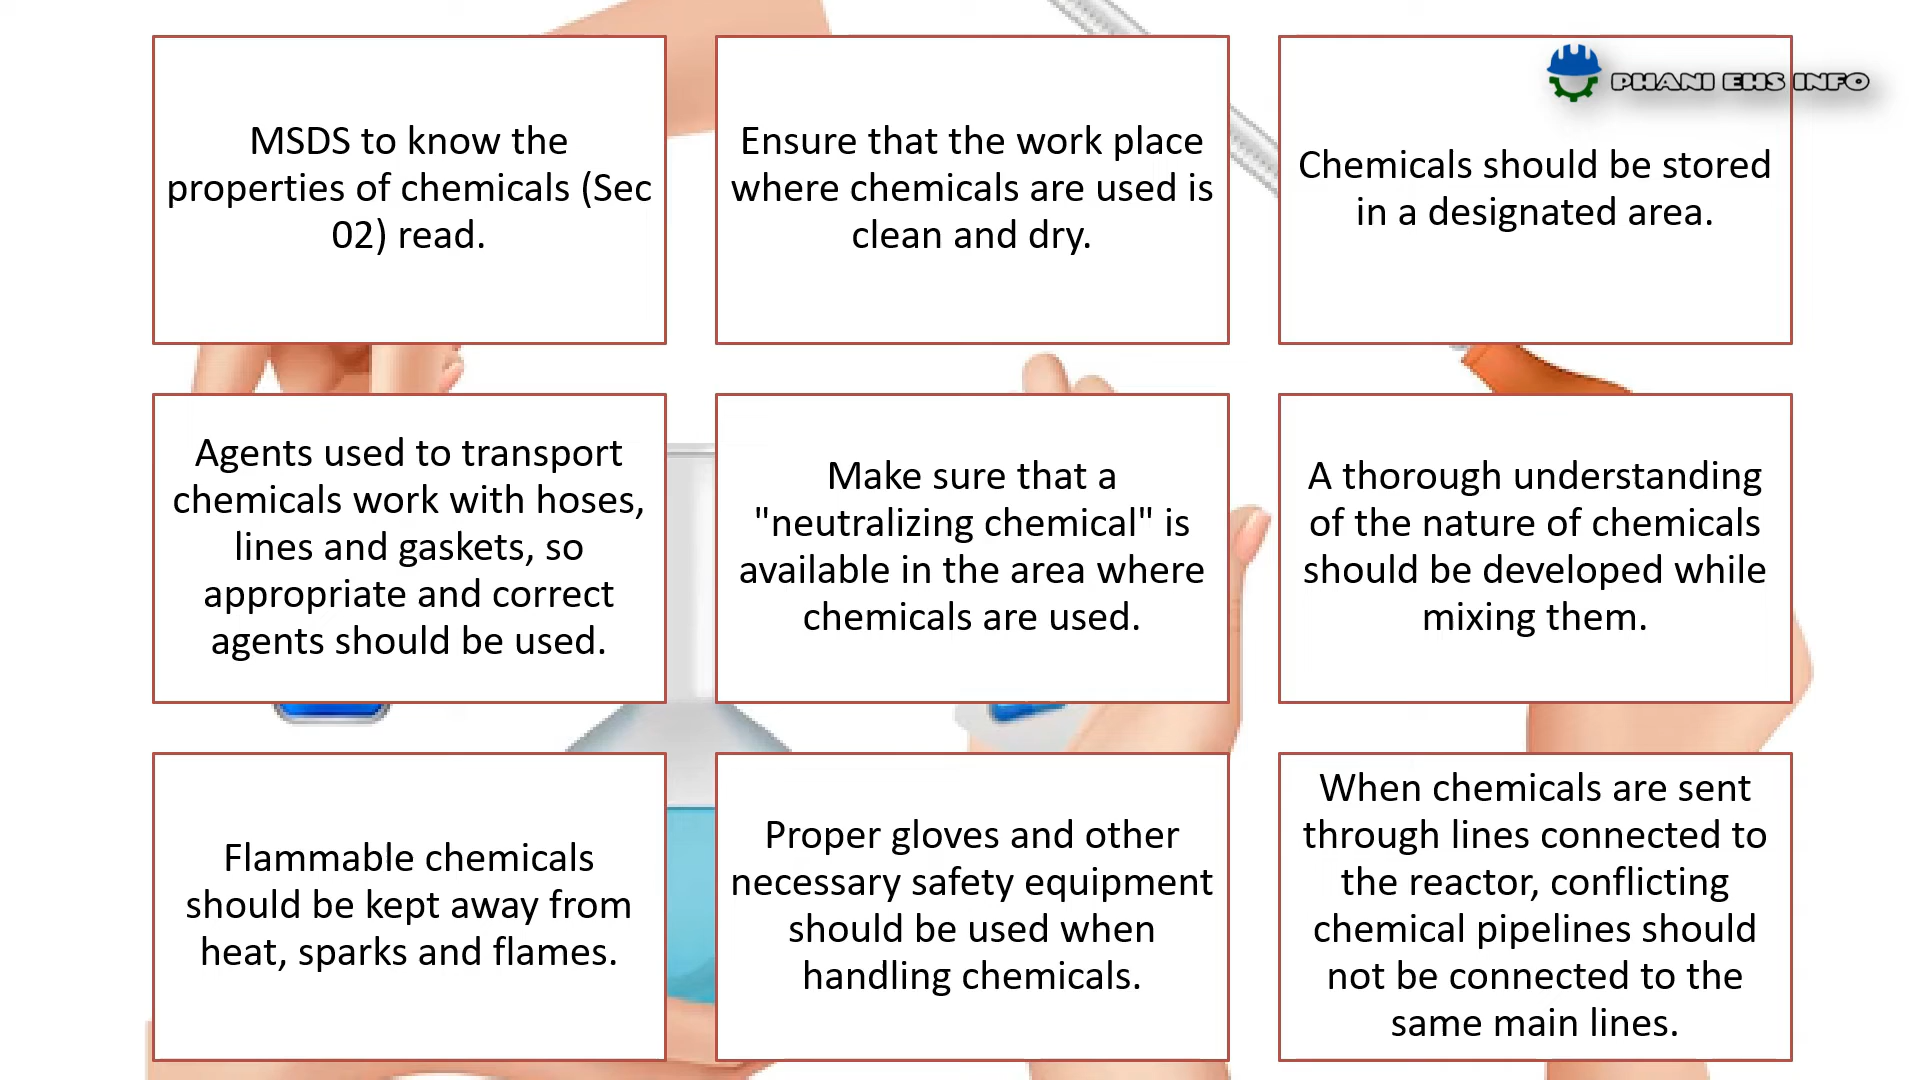 PHANI EHS INFO
MSDS to know the
properties of chemicals (Sec
02) read.
Ensure that the work place
where chemicals are used is
clean and dry.
Chemicals should be stored
in a designated area.
Agents used to transport
chemicals work with hoses,
lines and gaskets, so
appropriate and correct
agents should be used.
Make sure that a
"neutralizing chemical" is
available in the area where
chemicals are used.
A thorough understanding
of the nature of chemicals
should be developed while
mixing them.
Flammable chemicals
should be kept away from
heat, sparks and flames.
Proper gloves and other
necessary safety equipment
should be used when
handling chemicals.
When chemicals are sent
through lines connected to
the reactor, conflicting
chemical pipelines should
not be connected to the
same main lines.